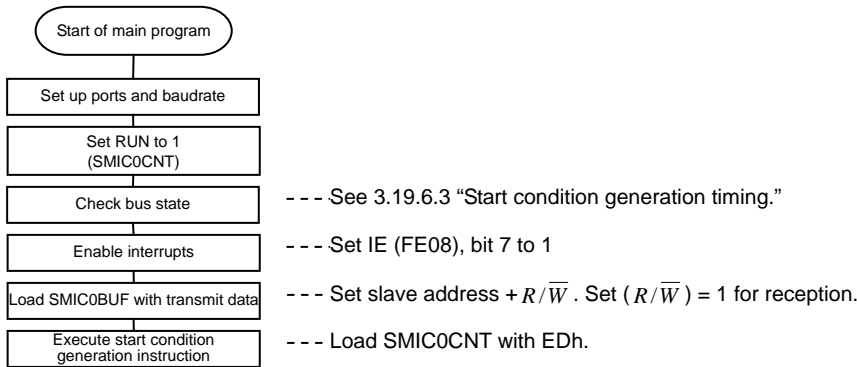 Start of main program
Set up ports and baudrate
Set RUN to 1
(SMIC0CNT)
Check bus state
See 3.19.6.3 “Start condition generation timing.”
Enable interrupts
Set IE (FE08), bit 7 to 1
Load SMIC0BUF with transmit data
Set slave address + R/W̅ . Set ( R/W̅ ) = 1 for reception.
Execute start condition
generation instruction
Load SMIC0CNT with EDh.